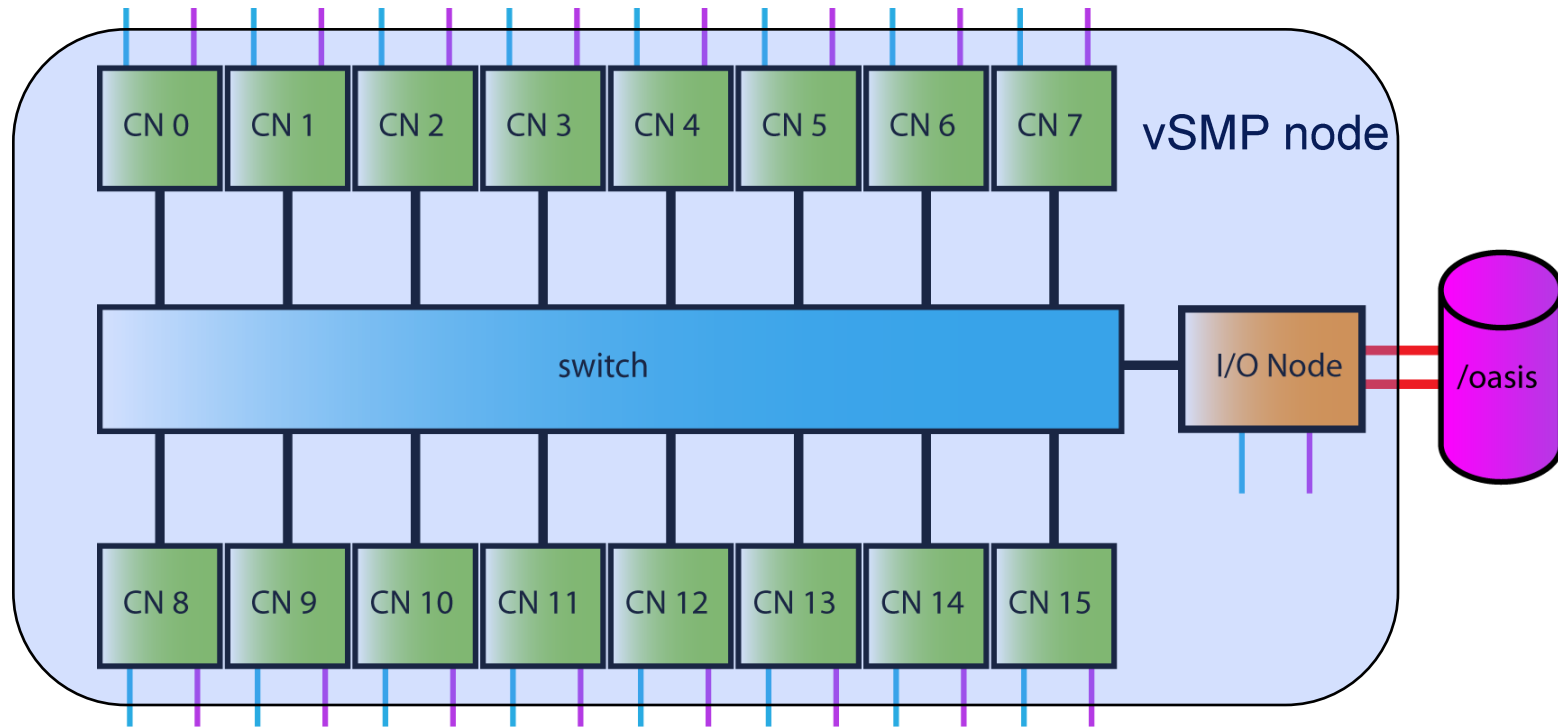 CN 0
CN 1
CN 2
CN 3
CN 4
CN 5
CN 6
CN 7
vSMP node
switch
I/O Node
/oasis
CN 8
CN 9
CN 10
CN 11
CN 12
CN 13
CN 14
CN 15